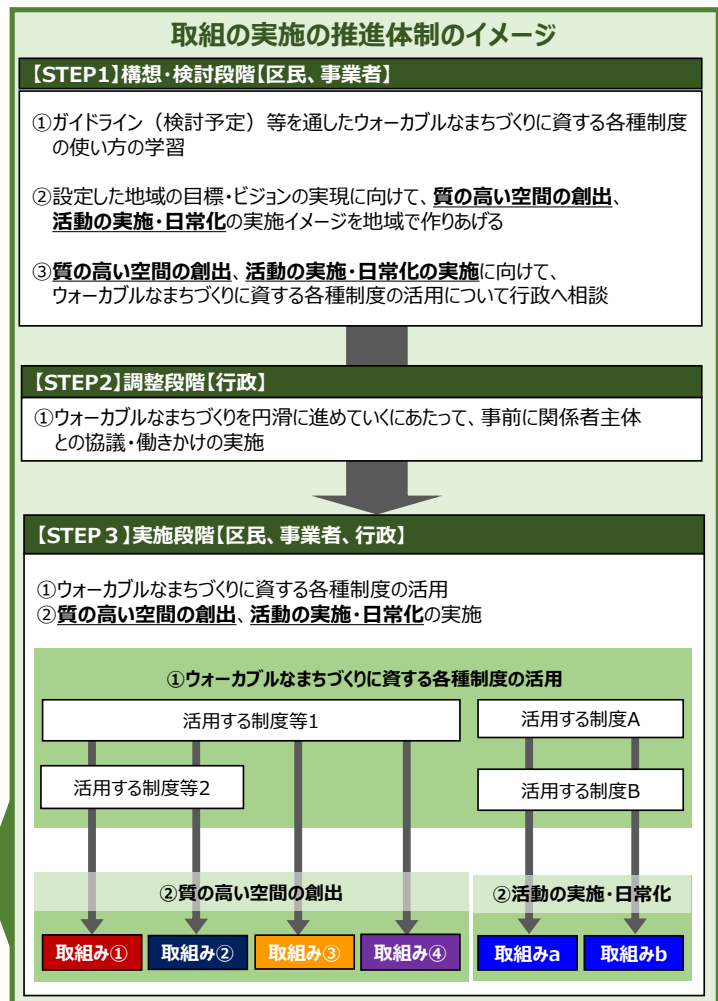 取組の実施の推進体制のイメージ
【STEP1】構想・検討段階【区民、事業者】
①ガイドライン（検討予定）等を通したウォーカブルなまちづくりに資する各種制度
の使い方の学習
②設定した地域の目標・ビジョンの実現に向けて、質の高い空間の創出、
活動の実施・日常化の実施イメージを地域で作りあげる
③質の高い空間の創出、活動の実施・日常化の実施に向けて、
ウォーカブルなまちづくりに資する各種制度の活用について行政へ相談
【STEP2】調整段階【行政】
①ウォーカブルなまちづくりを円滑に進めていくにあたって、事前に関係者主体
との協議・働きかけの実施
【STEP３】実施段階【区民、事業者、行政】
①ウォーカブルなまちづくりに資する各種制度の活用
②質の高い空間の創出、活動の実施・日常化の実施
①ウォーカブルなまちづくりに資する各種制度の活用
活用する制度等1
活用する制度A
活用する制度等2
活用する制度B
②質の高い空間の創出
②活動の実施・日常化
取組み①
取組み②
取組み③
取組み④
取組みa
取組みb